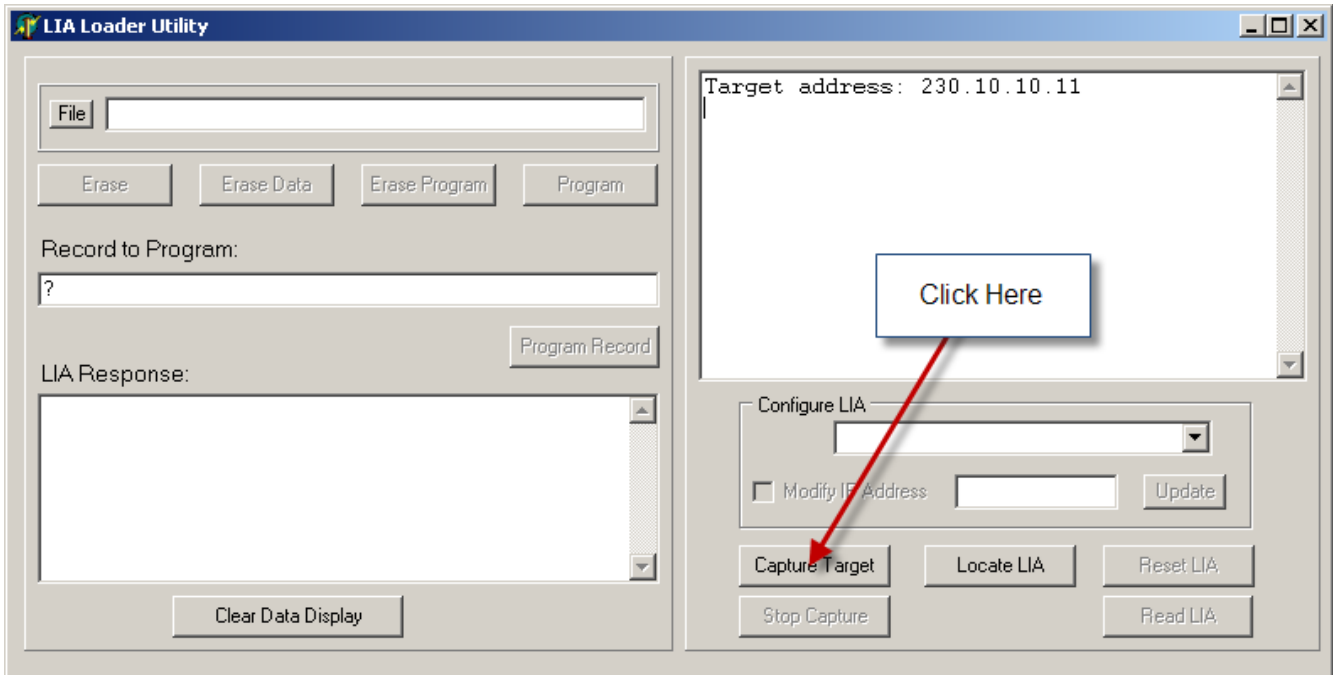 LIA Loader Utility
File
Erase
Erase Data
Erase Program
Program
Record to Program:
?
Program Record
LIA Response:
Clear Data Display
Target address: 230.10.10.11
Click Here
Configure LIA
Modify IP Address
Update
Capture Target
Locate LIA
Reset LIA
Stop Capture
Read LIA